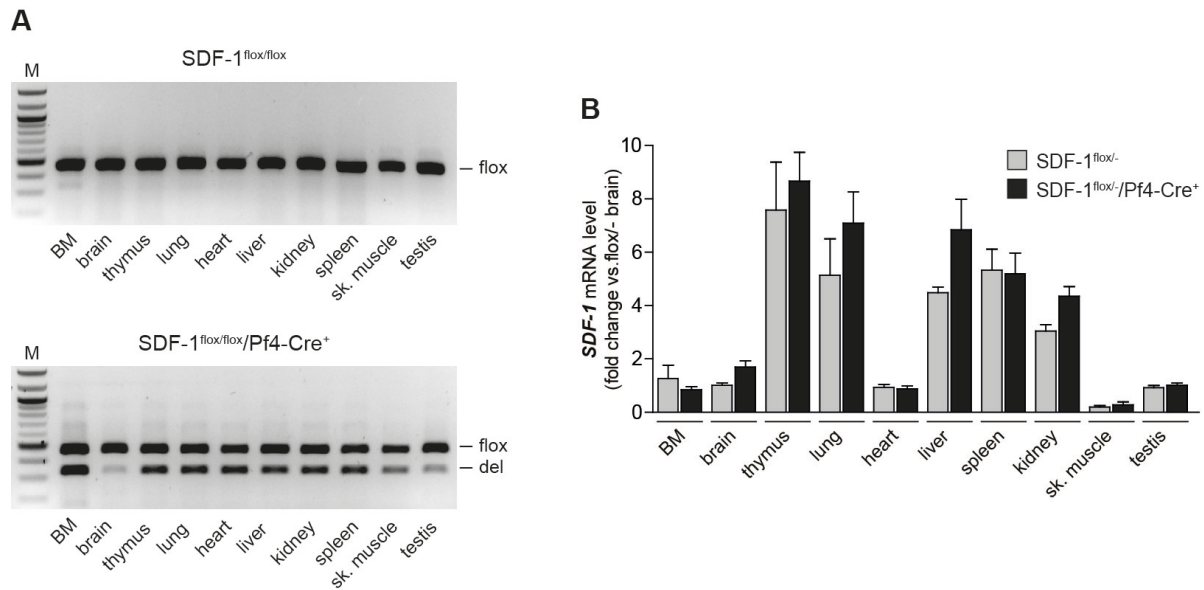 A
SDF-1flox/flox
M
flox
BM
brain
thymus
lung
heart
liver
kidney
spleen
sk. muscle
testis
SDF-1flox/flox/Pf4-Cre+
M
flox
del
BM
brain
thymus
lung
heart
liver
kidney
spleen
sk. muscle
testis
B
SDF-1 mRNA level
(fold change vs.flox/- brain)
10
8
6
4
2
0
SDF-1flox/-
SDF-1flox/-/Pf4-Cre+
BM
brain
thymus
lung
heart
liver
spleen
kidney
sk. muscle
testis